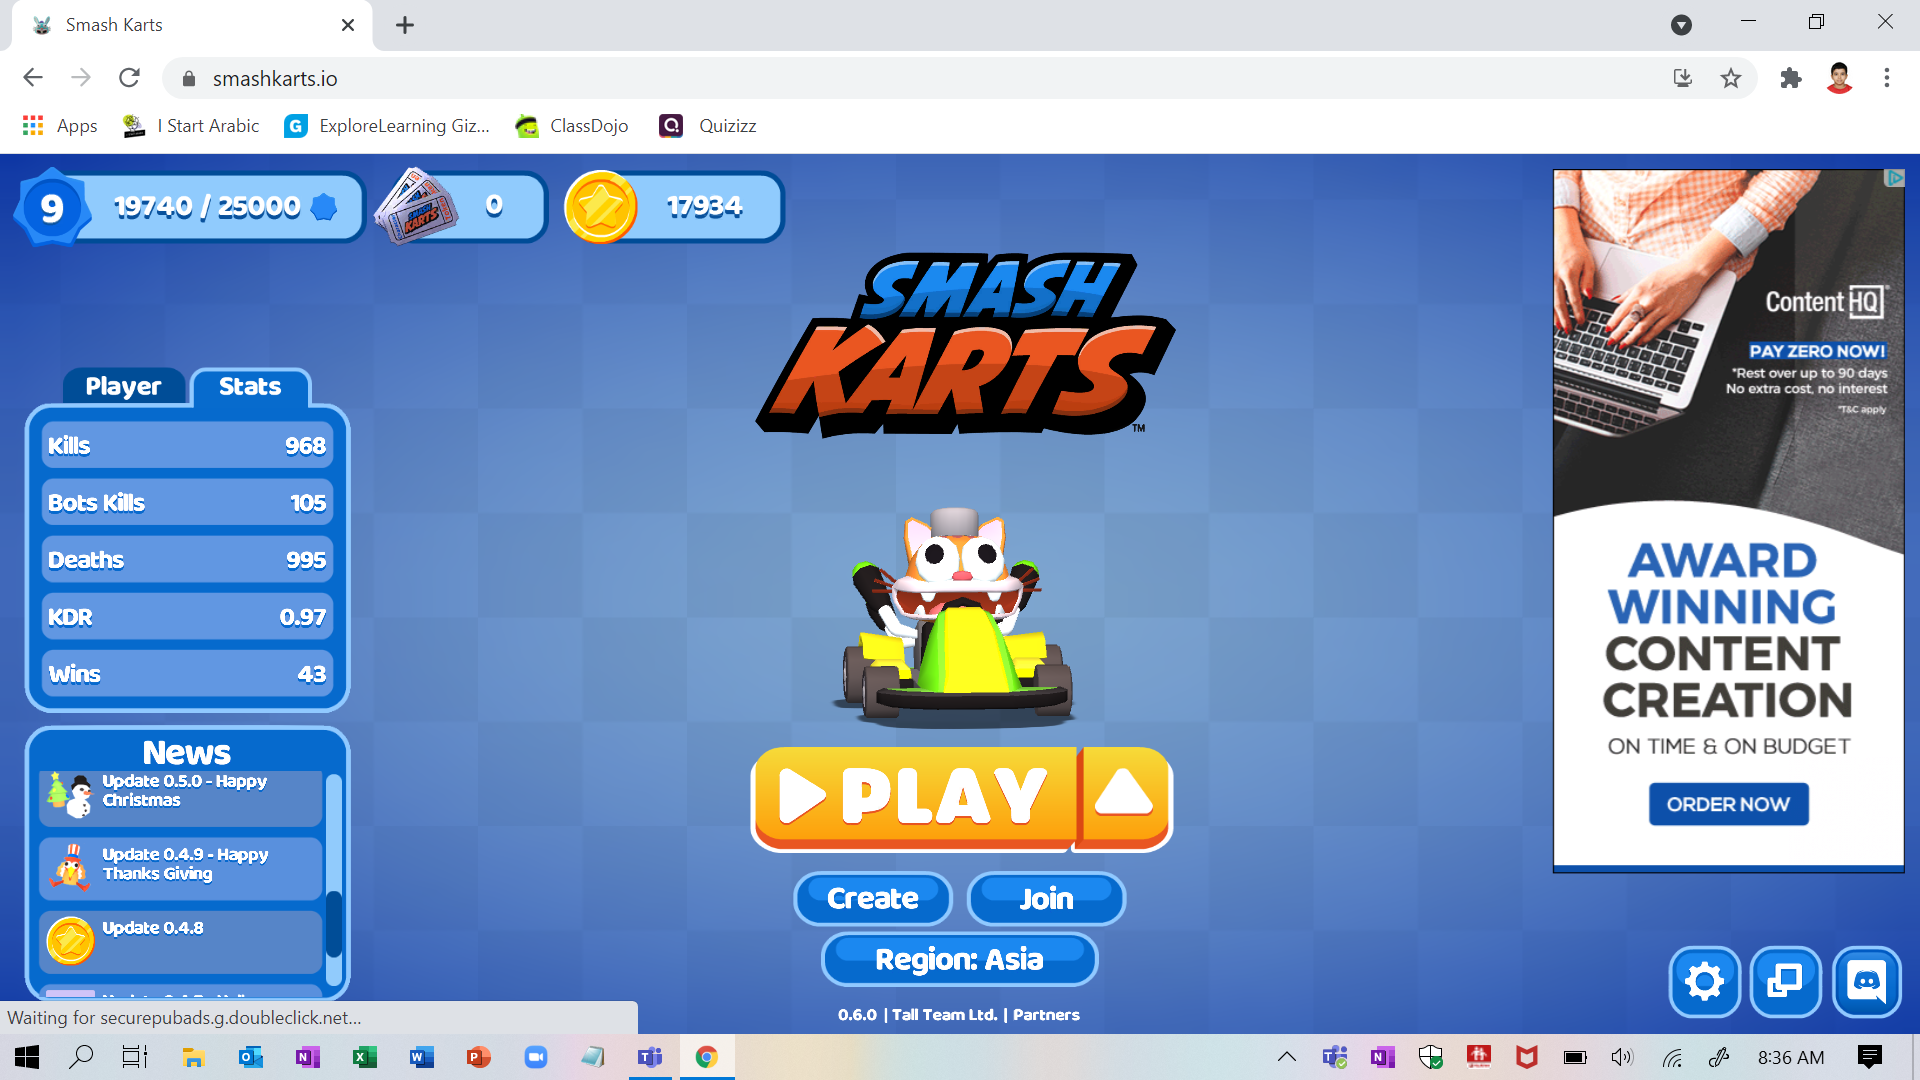 Smash Karts
smashkarts.io
Apps
I Start Arabic
ExploreLearning Giz...
ClassDojo
Quizizz
9
19740 / 25000
0
17934
SMASH
KARTS
TM
Player
Stats
Kills 968
Bots Kills 105
Deaths 995
KDR 0.97
Wins 43
News
Update 0.5.0 - Happy
Christmas
Update 0.4.9 - Happy
Thanks Giving
Update 0.4.8
PLAY
Create
Join
Region: Asia
0.6.0 | Tall Team Ltd. | Partners
Content HQ
PAY ZERO NOW!
*Rest over up to 90 days
No extra cost, no interest
*T&C apply
AWARD
WINNING
CONTENT
CREATION
ON TIME & ON BUDGET
ORDER NOW
Waiting for securepubads.g.doubleclick.net...
8:36 AM